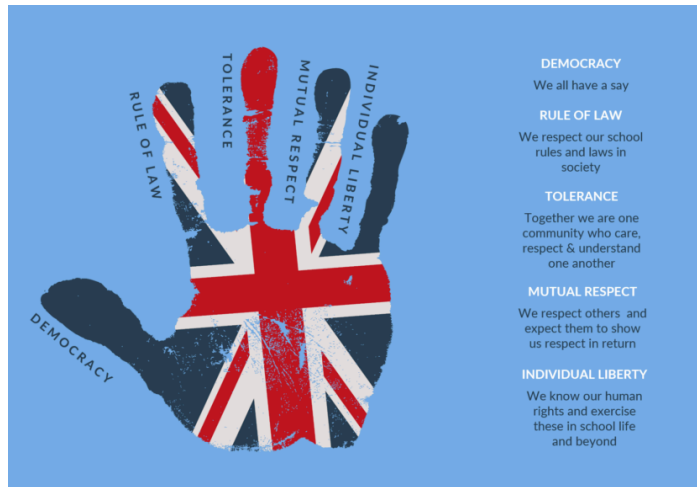 RULE OF LAW
TOLERANCE
MUTUAL RESPECT
INDIVIDUAL LIBERTY
DEMOCRACY
DEMOCRACY
We all have a say
RULE OF LAW
We respect our school
rules and laws in
society
TOLERANCE
Together we are one
community who care,
respect & understand
one another
MUTUAL RESPECT
We respect others and
expect them to show
us respect in return
INDIVIDUAL LIBERTY
We know our human
rights and exercise
these in school life
and beyond